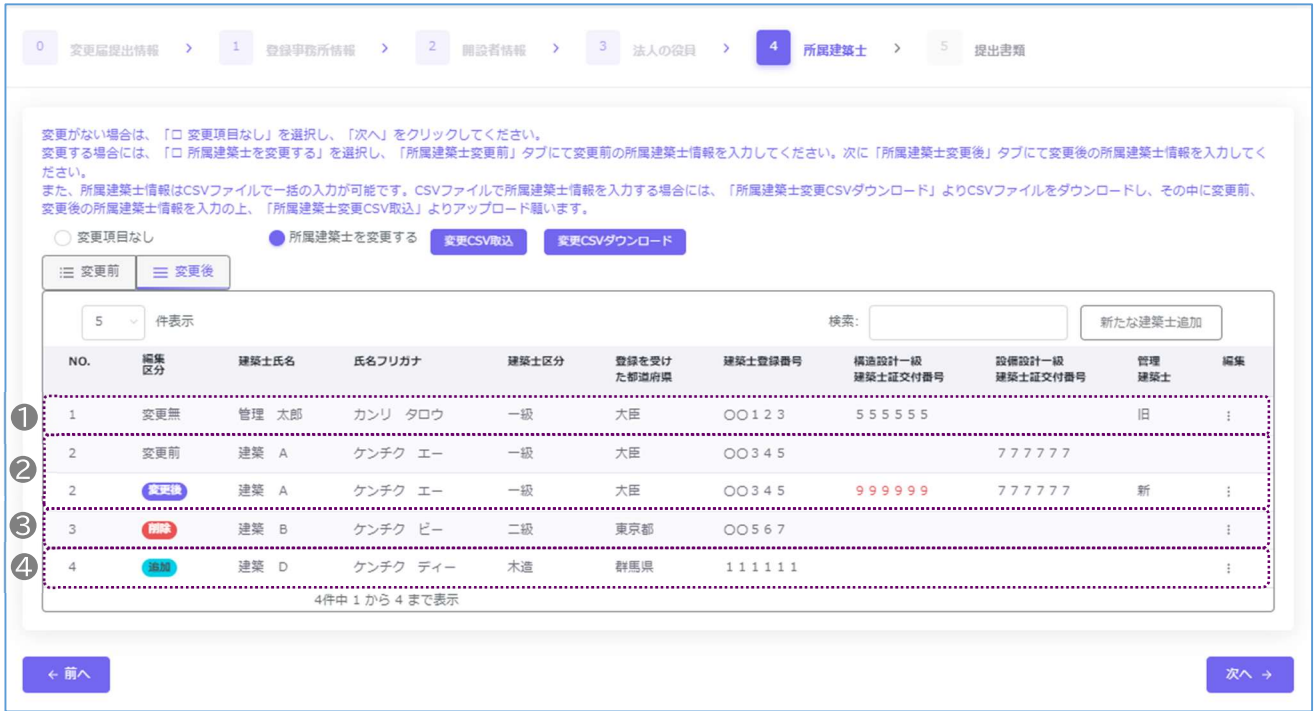 0 変更届提出情報 > 1 登録事務所情報 > 2 開設者情報 > 3 法人の役員 > 4 所属建築士 > 5 提出書類
変更がない場合は、「□ 変更項目なし」を選択し、「次へ」をクリックしてください。
変更する場合には、「□ 所属建築士を変更する」を選択し、「所属建築士変更前」タブにて変更前の所属建築士情報を入力してください。次に「所属建築士変更後」タブにて変更後の所属建築士情報を入力してく
ださい。
また、所属建築士情報はCSVファイルで一括の入力が可能です。CSVファイルで所属建築士情報を入力する場合には、「所属建築士変更CSVダウンロード」よりCSVファイルをダウンロードし、その中に変更前、
変更後の所属建築士情報を入力の上、「所属建築士変更CSV取込」よりアップロード願います。
変更項目なし 所属建築士を変更する 変更CSV取込 変更CSVダウンロード
変更前 変更後
5 件表示 検索: 新たな建築士追加
NO. 編集区分 建築士氏名 氏名フリガナ 建築士区分 登録を受けた都道府県 建築士登録番号 構造設計一級建築士証交付番号 設備設計一級建築士証交付番号 管理建築士 編集
❶ 1 変更無 管理 太郎 カンリ タロウ 一級 大臣 〇〇123 555555 旧 ⋮
❷ 2 変更前 建築 A ケンチク エー 一級 大臣 〇〇345 777777
2 変更後 建築 A ケンチク エー 一級 大臣 〇〇345 999999 777777 新 ⋮
❸ 3 削除 建築 B ケンチク ビー 二級 東京都 〇〇567 ⋮
❹ 4 追加 建築 D ケンチク ディー 木造 群馬県 111111 ⋮
4件中 1 から 4 まで表示
← 前へ 次へ →